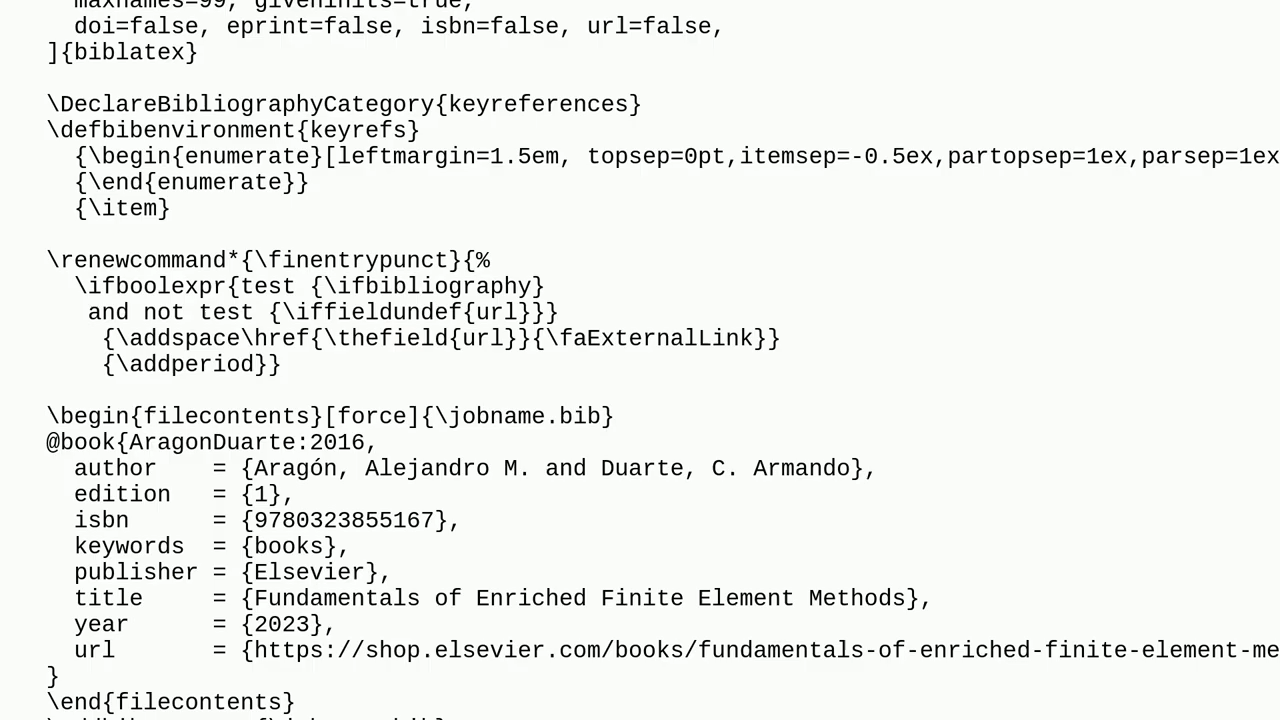 maxnames=99, giveninits=true,
doi=false, eprint=false, isbn=false, url=false,
]{biblatex}
\DeclareBibliographyCategory{keyreferences}
\defbibenvironment{keyrefs}
{\begin{enumerate}[leftmargin=1.5em, topsep=0pt,itemsep=-0.5ex,partopsep=1ex,parsep=1ex
{\end{enumerate}}
{\item}
\renewcommand*{\finentrypunct}{%
\ifboolexpr{test {\ifbibliography}
and not test {\iffieldundef{url}}}
{\addspace\href{\thefield{url}}{\faExternalLink}}
{\addperiod}}
\begin{filecontents}[force]{\jobname.bib}
@book{AragonDuarte:2016,
author    = {Aragón, Alejandro M. and Duarte, C. Armando},
edition   = {1},
isbn      = {9780323855167},
keywords  = {books},
publisher = {Elsevier},
title     = {Fundamentals of Enriched Finite Element Methods},
year      = {2023},
url       = {https://shop.elsevier.com/books/fundamentals-of-enriched-finite-element-me
}
\end{filecontents}